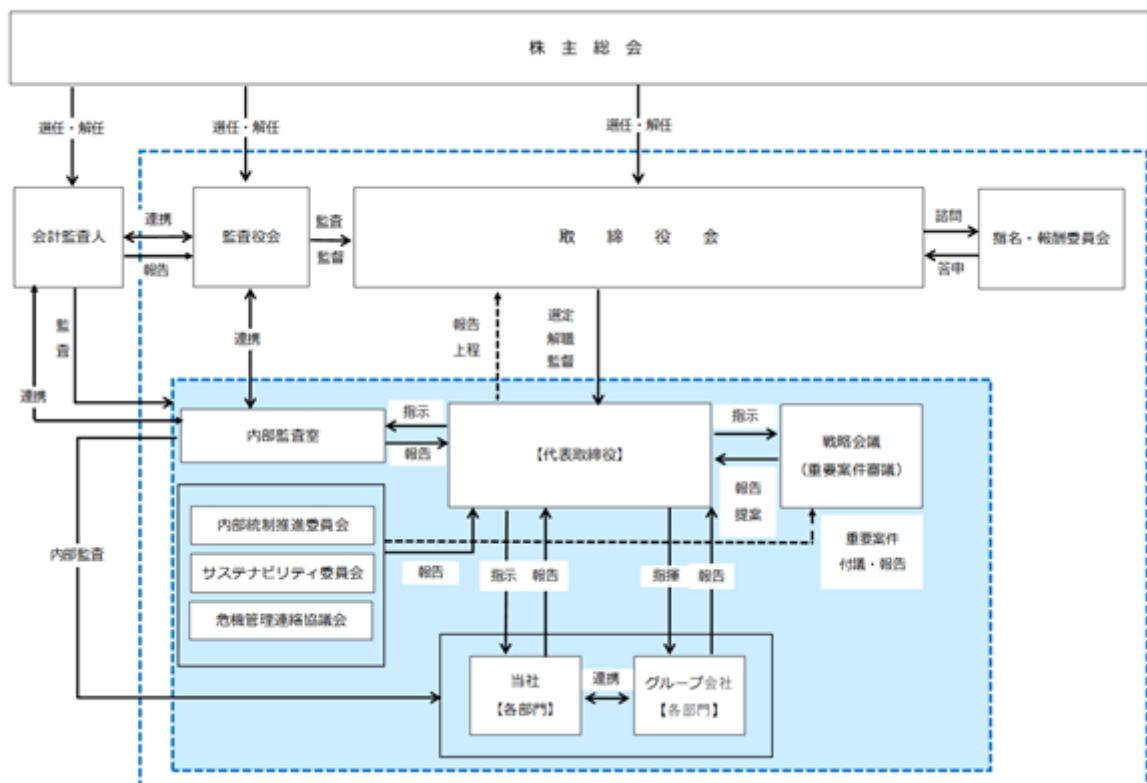 株主総会
選任・解任
選任・解任
選任・解任
会計監査人
連携
報告
監査役会
監査
監督
取締役会
諮問
答申
指名・報酬委員会
監
査
連携
連携
報告
上程
選定
解職
監督
内部監査室
指示
報告
【代表取締役】
指示
報告
提案
戦略会議
(重要案件審議)
内部監査
内部統制推進委員会
サステナビリティ委員会
危機管理連絡協議会
報告
指示
報告
指揮
報告
重要案件
付議・報告
当社
【各部門】
連携
グループ会社
【各部門】